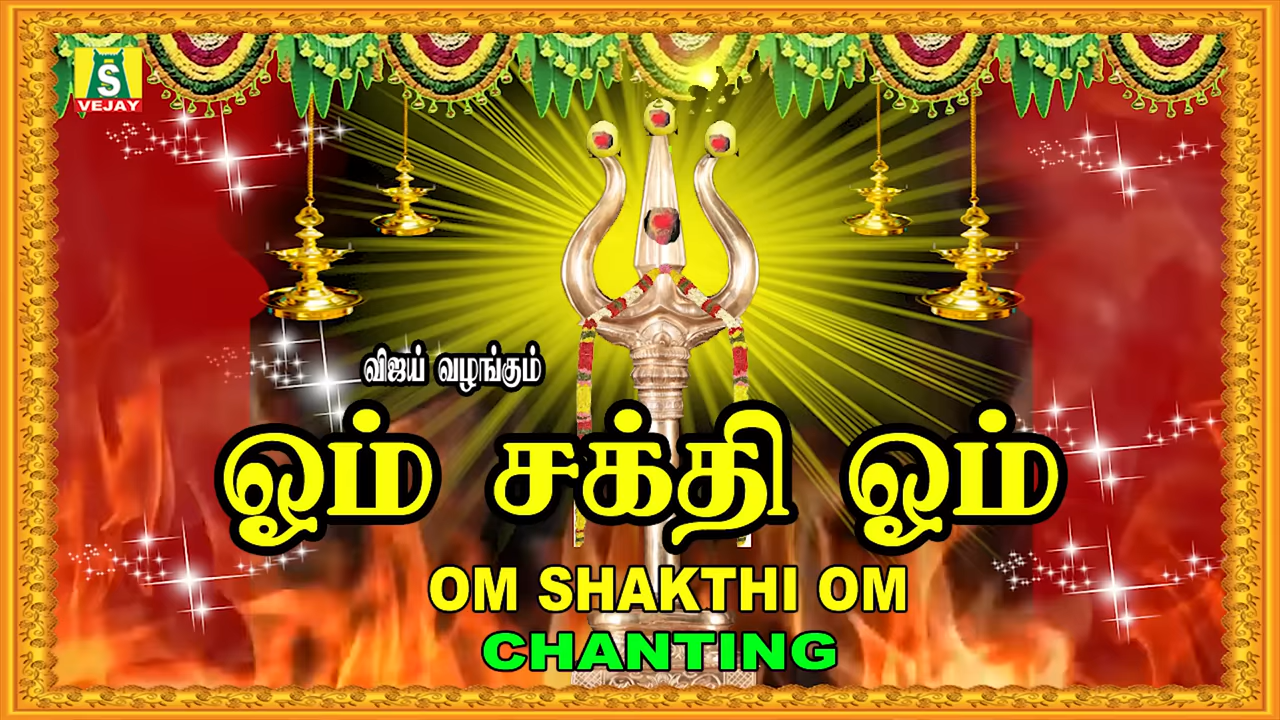 S
VEJAY
விஜய் வழங்கும்
ஓம் சக்தி ஓம்
OM SHAKTHI OM
CHANTING